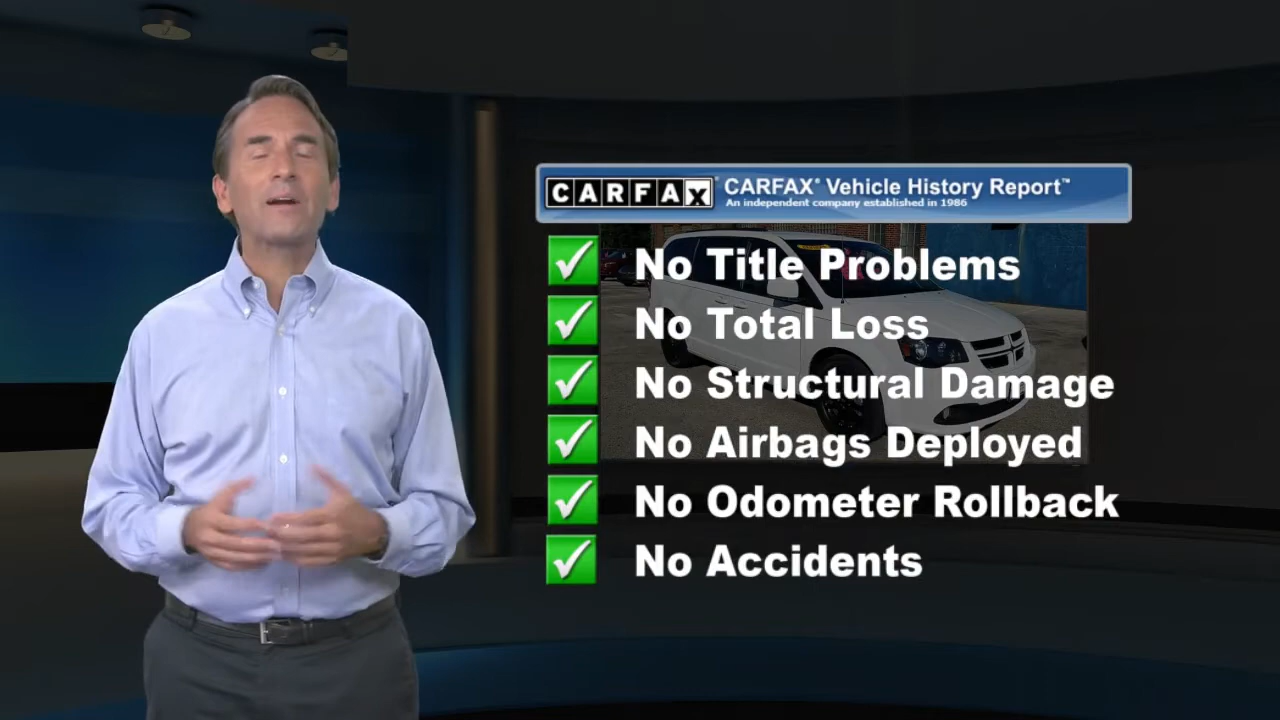 CARFAX® CARFAX® Vehicle History Report™
An independent company established in 1986
No Title Problems
No Total Loss
No Structural Damage
No Airbags Deployed
No Odometer Rollback
No Accidents